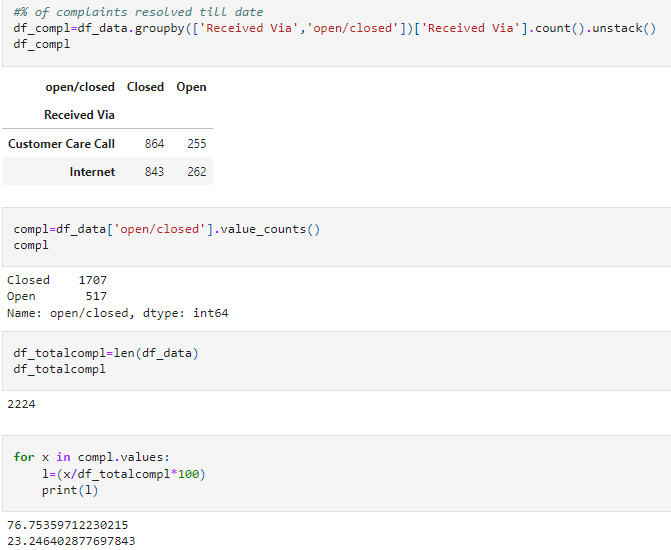 #% of complaints resolved till date
df_compl=df_data.groupby(['Received Via','open/closed'])['Received Via'].count().unstack()
df_compl
open/closed Closed Open
Received Via
Customer Care Call 864 255
Internet 843 262
compl=df_data['open/closed'].value_counts()
compl
Closed 1707
Open 517
Name: open/closed, dtype: int64
df_totalcompl=len(df_data)
df_totalcompl
2224
for x in compl.values:
l=(x/df_totalcompl*100)
print(l)
76.75359712230215
23.246402877697843